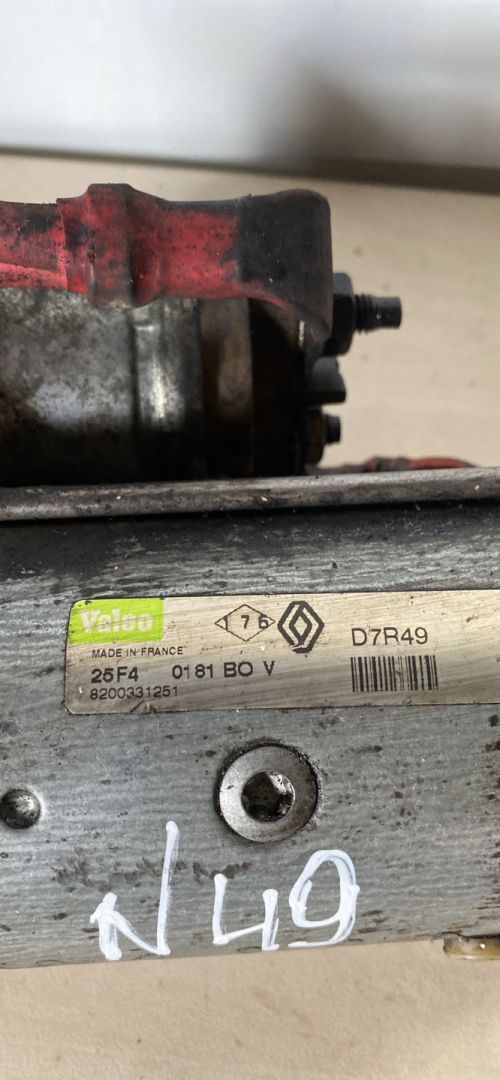 Valeo 176 D7R49
MADE IN FRANCE
25F4 0181 BO V
8200331251
N49